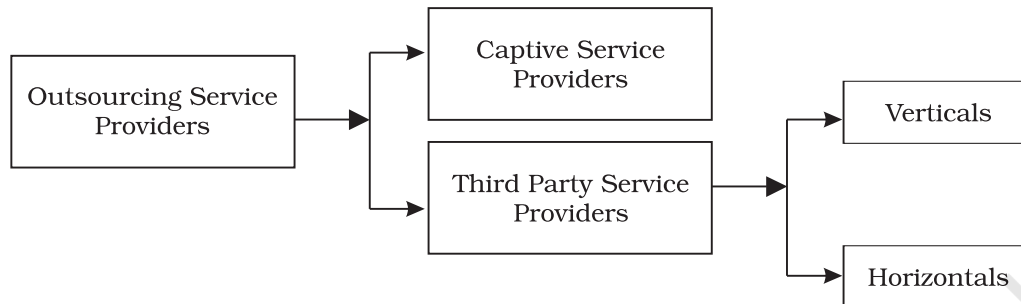 Outsourcing Service
Providers
Captive Service
Providers
Third Party Service
Providers
Verticals
Horizontals